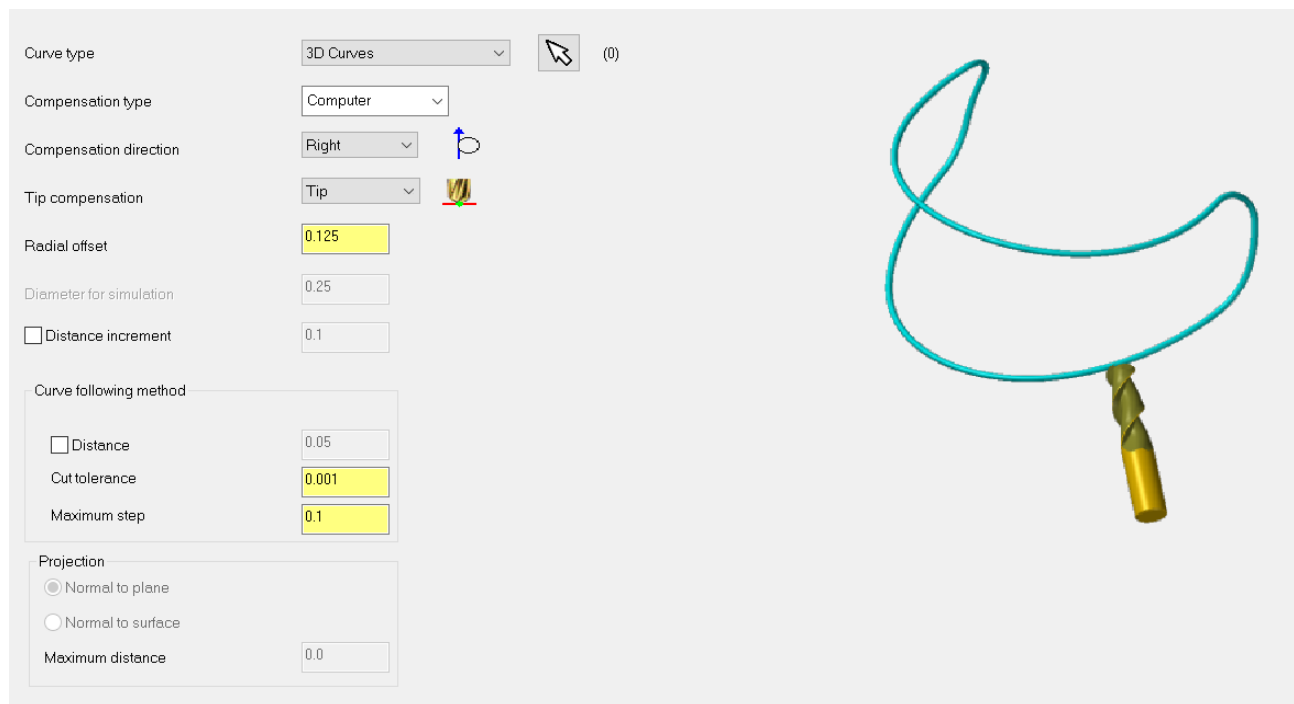 Curve type 3D Curves (0)
Compensation type Computer
Compensation direction Right
Tip compensation Tip
Radial offset 0.125
Diameter for simulation 0.25
Distance increment 0.1
Curve following method
Distance 0.05
Cut tolerance 0.001
Maximum step 0.1
Projection
Normal to plane
Normal to surface
Maximum distance 0.0